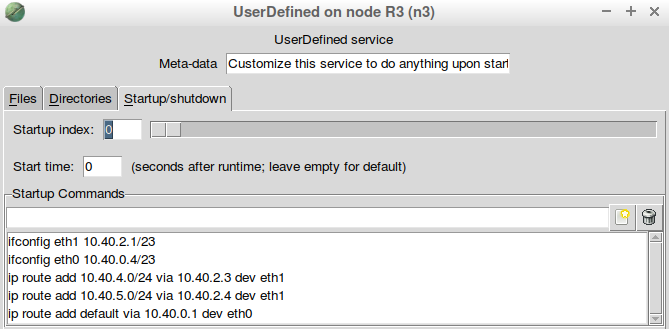 UserDefined on node R3 (n3)
UserDefined service
Meta-data Customize this service to do anything upon start
Files Directories Startup/shutdown
Startup index: 0
Start time: 0 (seconds after runtime; leave empty for default)
Startup Commands
ifconfig eth1 10.40.2.1/23
ifconfig eth0 10.40.0.4/23
ip route add 10.40.4.0/24 via 10.40.2.3 dev eth1
ip route add 10.40.5.0/24 via 10.40.2.4 dev eth1
ip route add default via 10.40.0.1 dev eth0